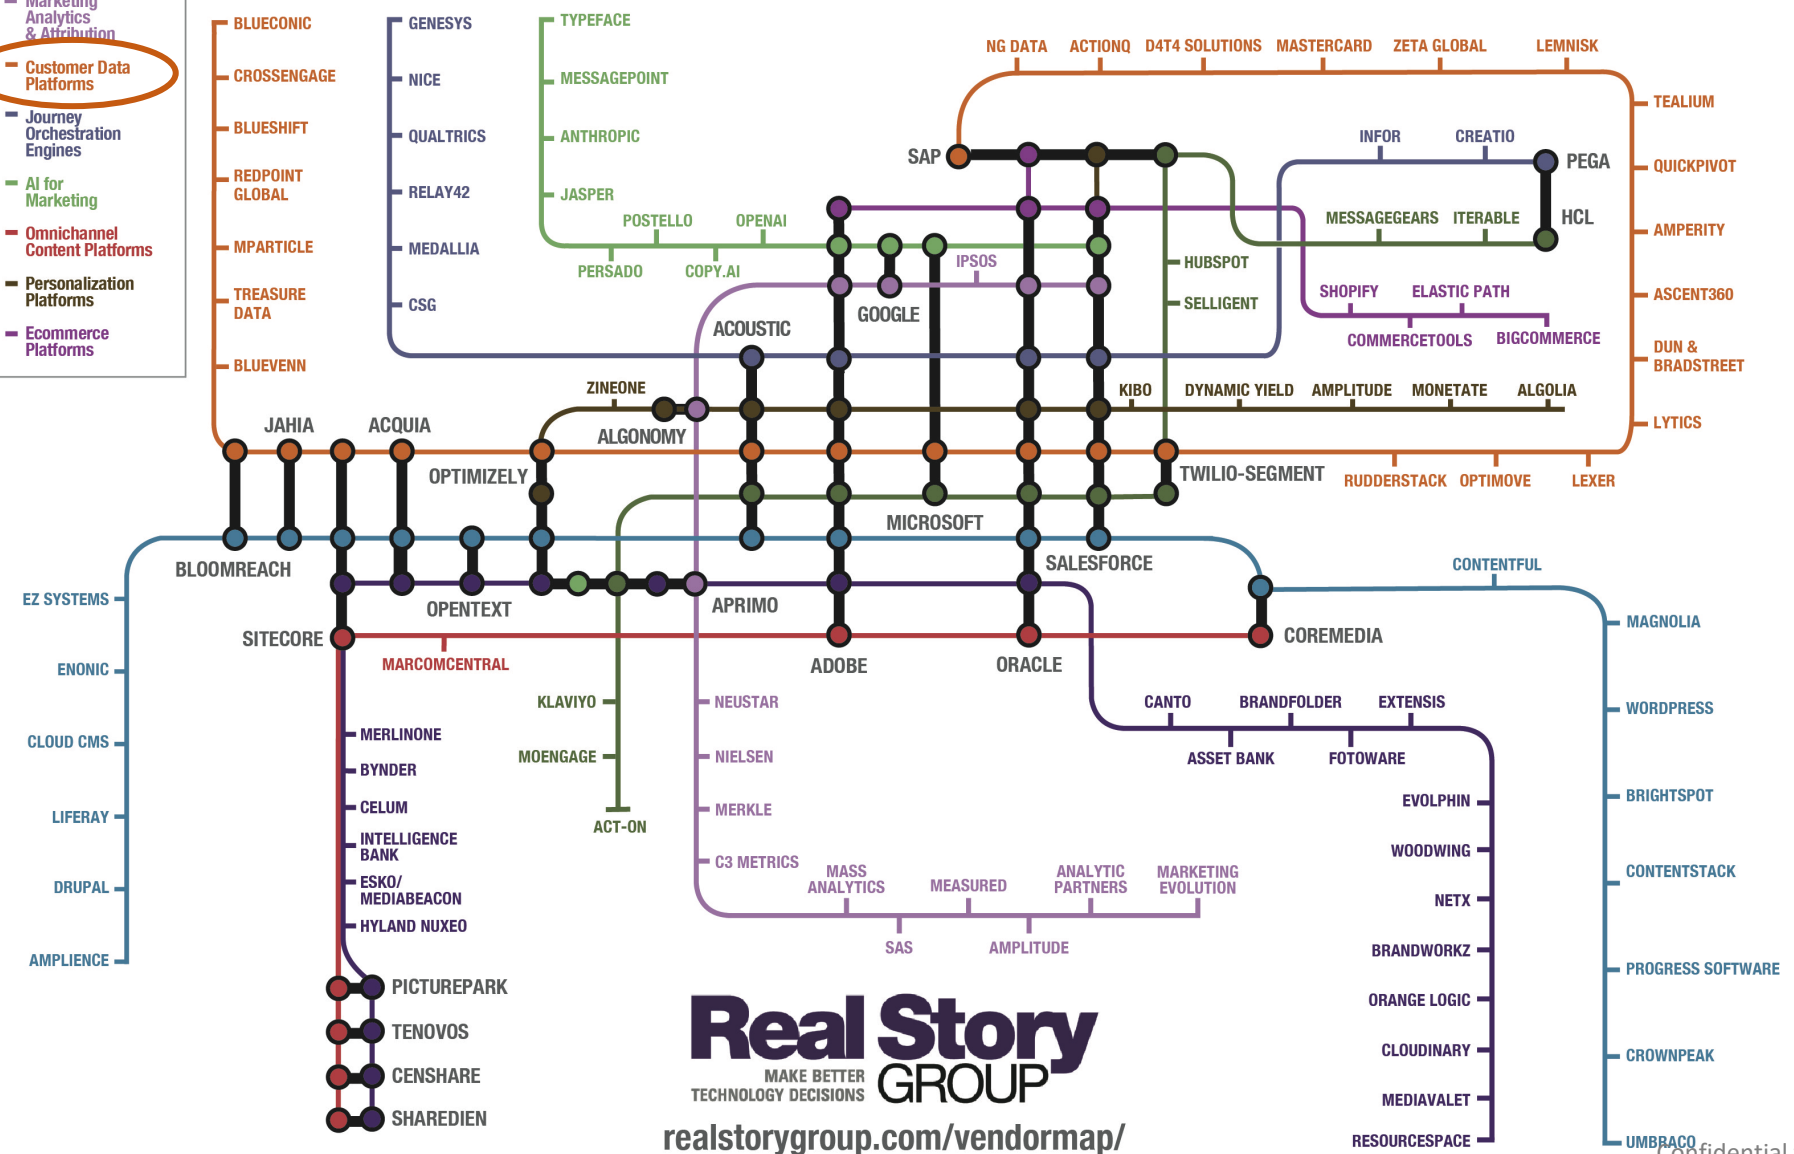 Marketing
Analytics
& Attribution
Customer Data
Platforms
Journey
Orchestration
Engines
AI for
Marketing
Omnichannel
Content Platforms
Personalization
Platforms
Ecommerce
Platforms
BLUECONIC
CROSSENGAGE
BLUESHIFT
REDPOINT
GLOBAL
MPARTICLE
TREASURE
DATA
BLUEVENN
GENESYS
NICE
QUALTRICS
RELAY42
MEDALLIA
CSG
TYPEFACE
MESSAGEPOINT
ANTHROPIC
JASPER
POSTELLO
OPENAI
PERSADO
COPY.AI
NG DATA
ACTIONQ
D4T4 SOLUTIONS
MASTERCARD
ZETA GLOBAL
LEMNISK
TEALIUM
QUICKPIVOT
AMPERITY
ASCENT360
DUN &
BRADSTREET
LYTICS
SAP
INFOR
CREATIO
PEGA
MESSAGEGEARS
ITERABLE
HCL
HUBSPOT
SELLIGENT
SHOPIFY
ELASTIC PATH
COMMERCETOOLS
BIGCOMMERCE
IPSOS
GOOGLE
ACOUSTIC
ZINEONE
ALGONOMY
KIBO
DYNAMIC YIELD
AMPLITUDE
MONETATE
ALGOLIA
JAHIA
ACQUIA
OPTIMIZELY
TWILIO-SEGMENT
RUDDERSTACK
OPTIMOVE
LEXER
MICROSOFT
BLOOMREACH
SALESFORCE
OPENTEXT
APRIMO
SITECORE
MARCOMCENTRAL
ADOBE
ORACLE
COREMEDIA
CONTENTFUL
EZ SYSTEMS
ENONIC
CLOUD CMS
LIFERAY
DRUPAL
AMPLIENCE
MERLINONE
BYNDER
CELUM
INTELLIGENCE
BANK
ESKO/
MEDIABEACON
HYLAND NUXEO
PICTUREPARK
TENOVOS
CENSHARE
SHAREDIEN
KLAVIYO
MOENGAGE
ACT-ON
NEUSTAR
NIELSEN
MERKLE
C3 METRICS
MASS
ANALYTICS
MEASURED
ANALYTIC
PARTNERS
MARKETING
EVOLUTION
SAS
AMPLITUDE
CANTO
BRANDFOLDER
EXTENSIS
ASSET BANK
FOTOWARE
EVOLPHIN
WOODWING
NETX
BRANDWORKZ
ORANGE LOGIC
CLOUDINARY
MEDIAVALET
RESOURCESPACE
MAGNOLIA
WORDPRESS
BRIGHTSPOT
CONTENTSTACK
PROGRESS SOFTWARE
CROWNPEAK
UMBRACO
Real Story
GROUP
MAKE BETTER
TECHNOLOGY DECISIONS
realstorygroup.com/vendormap/
Confidential